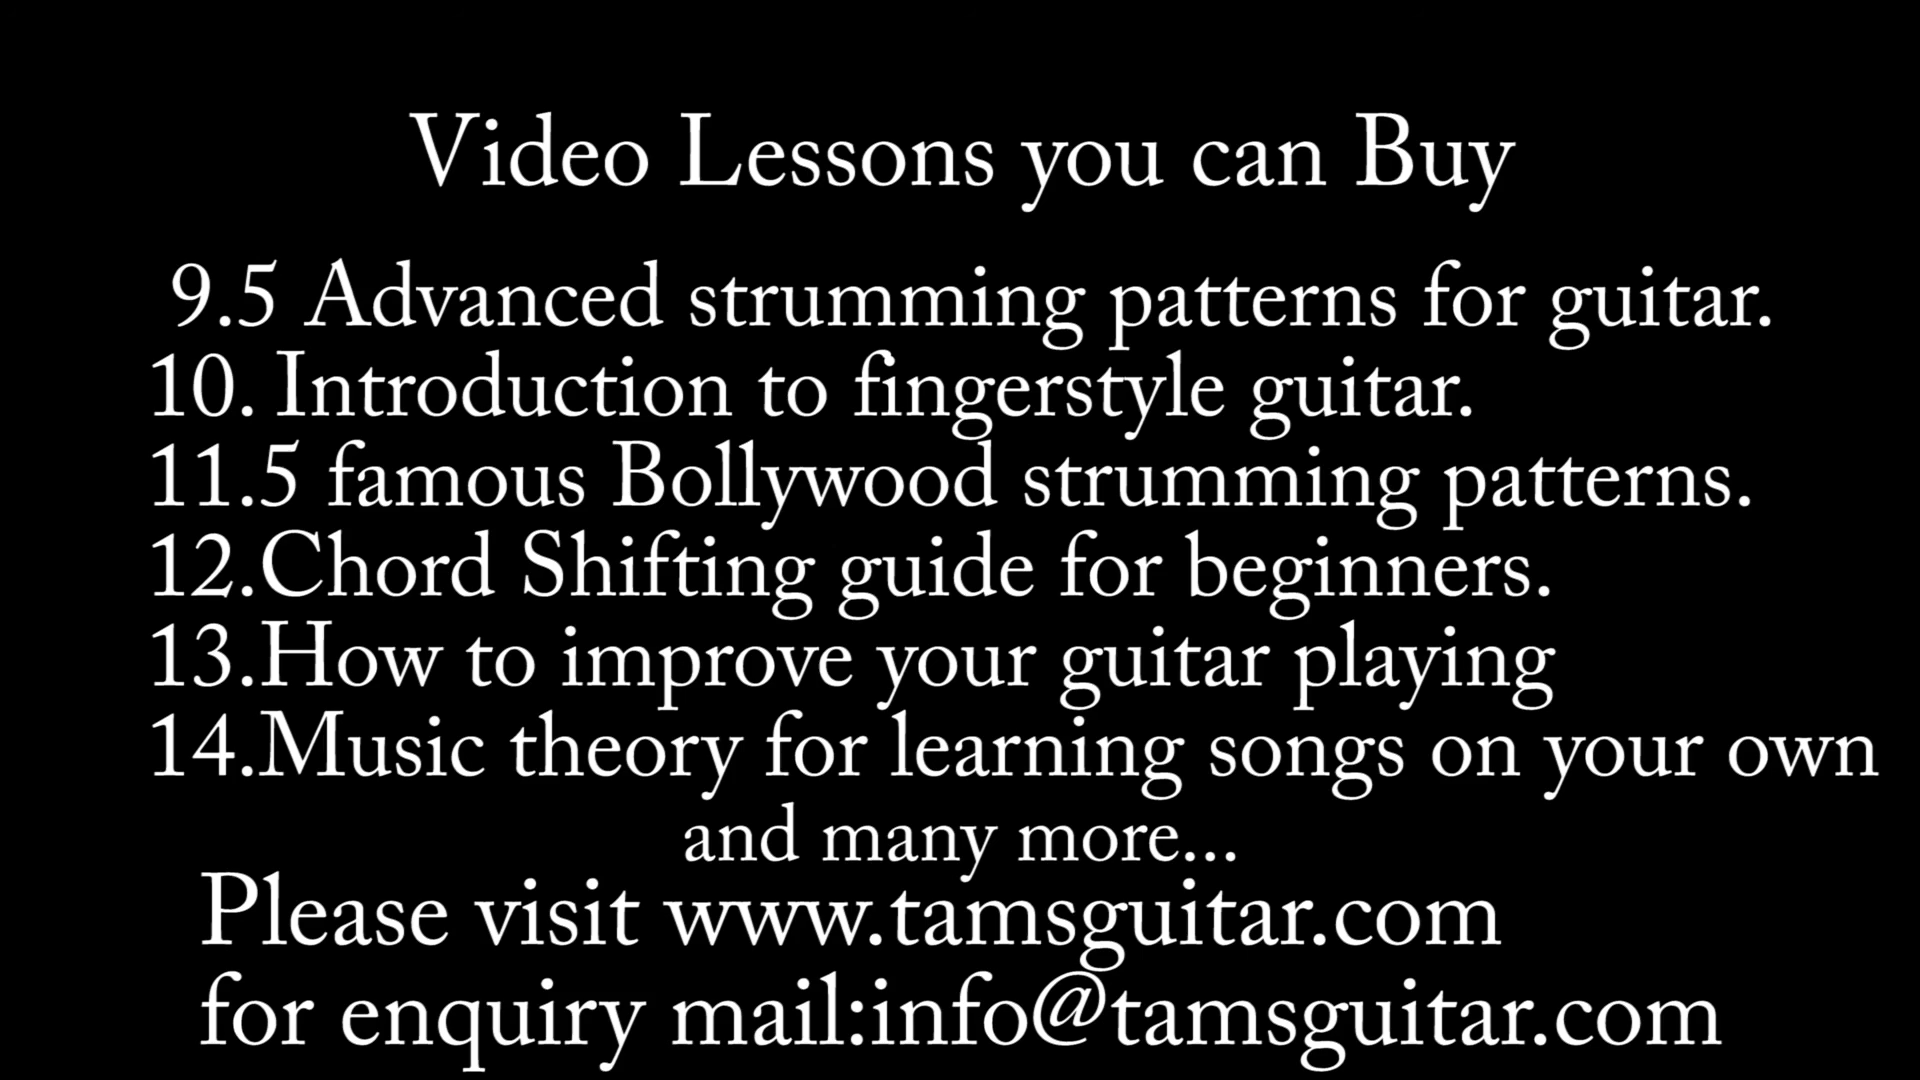 Video Lessons you can Buy
9.5 Advanced strumming patterns for guitar.
10. Introduction to fingerstyle guitar.
11.5 famous Bollywood strumming patterns.
12.Chord Shifting guide for beginners.
13.How to improve your guitar playing
14.Music theory for learning songs on your own
and many more...
Please visit www.tamsguitar.com
for enquiry mail:info@tamsguitar.com